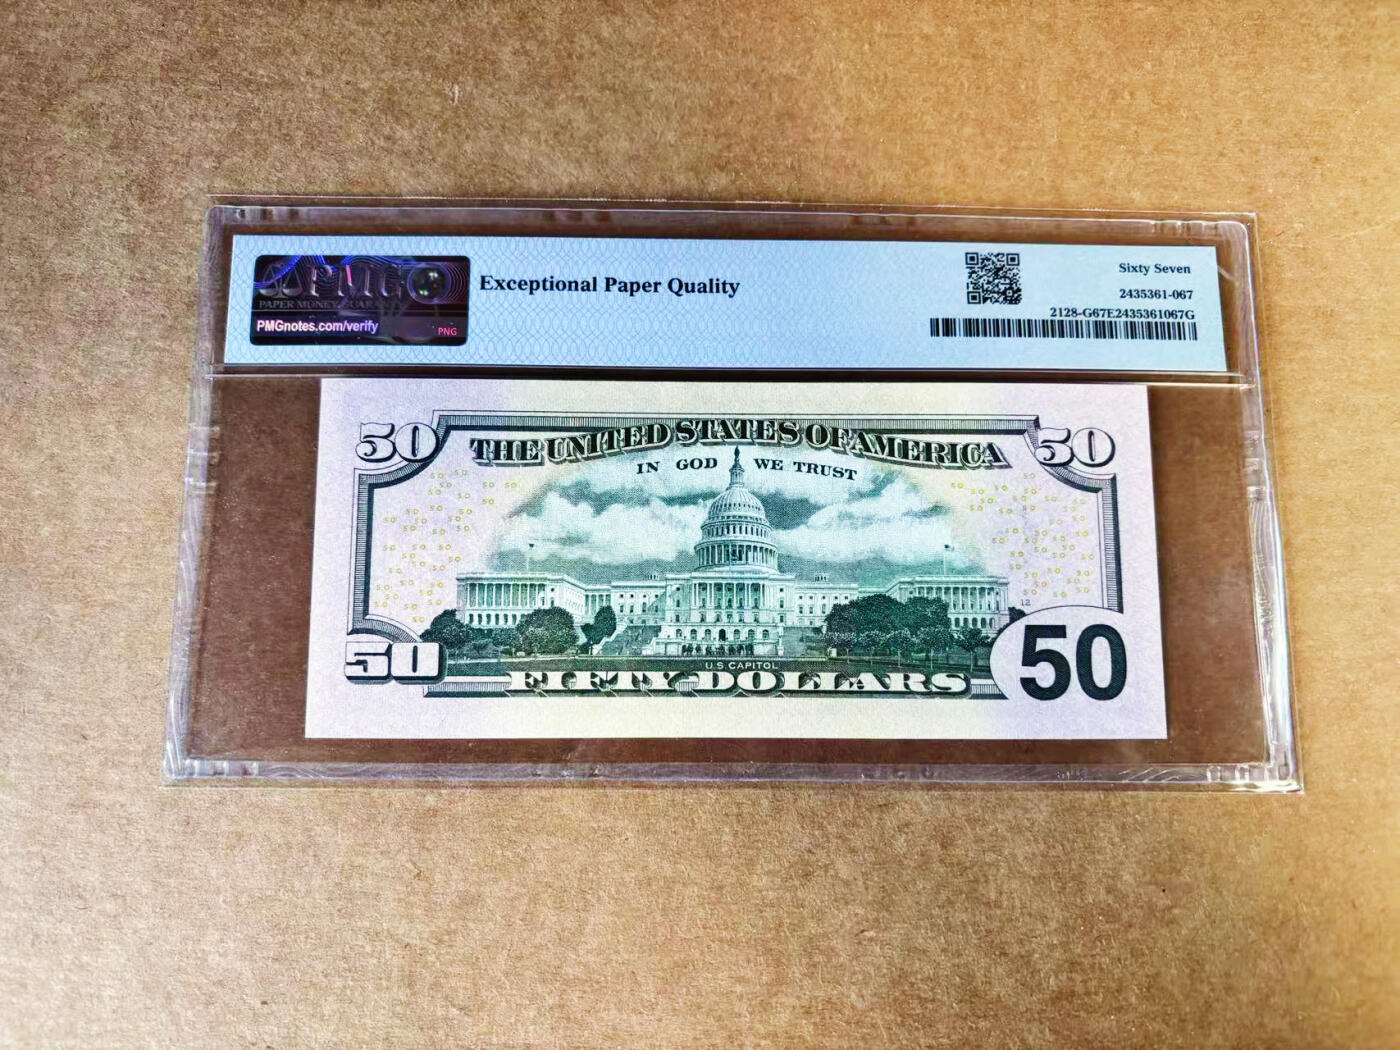 PMG
PAPER MONEY GUARANTY
PMGnotes.com/verify
PNG
Exceptional Paper Quality
Sixty Seven
2435361-067
2128-G67E2435361067G
50
THE UNITED STATES OF AMERICA
50
IN GOD WE TRUST
12
50
U.S. CAPITOL
FIFTY DOLLARS
50